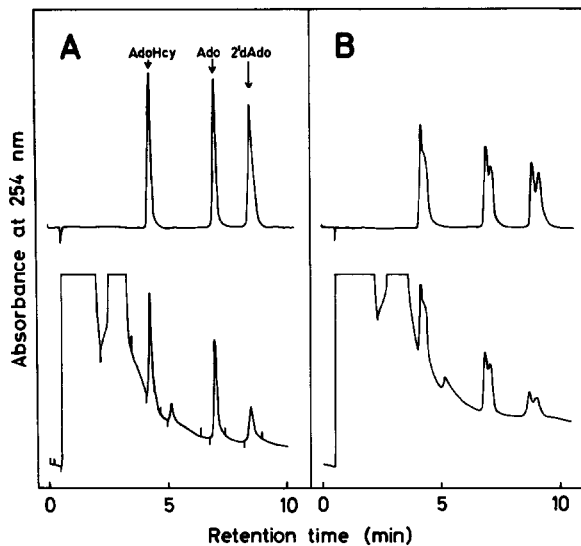 A
B
AdoHcy
Ado
2'dAdo
Absorbance at 254 nm
0
5
10
0
5
10
Retention time (min)